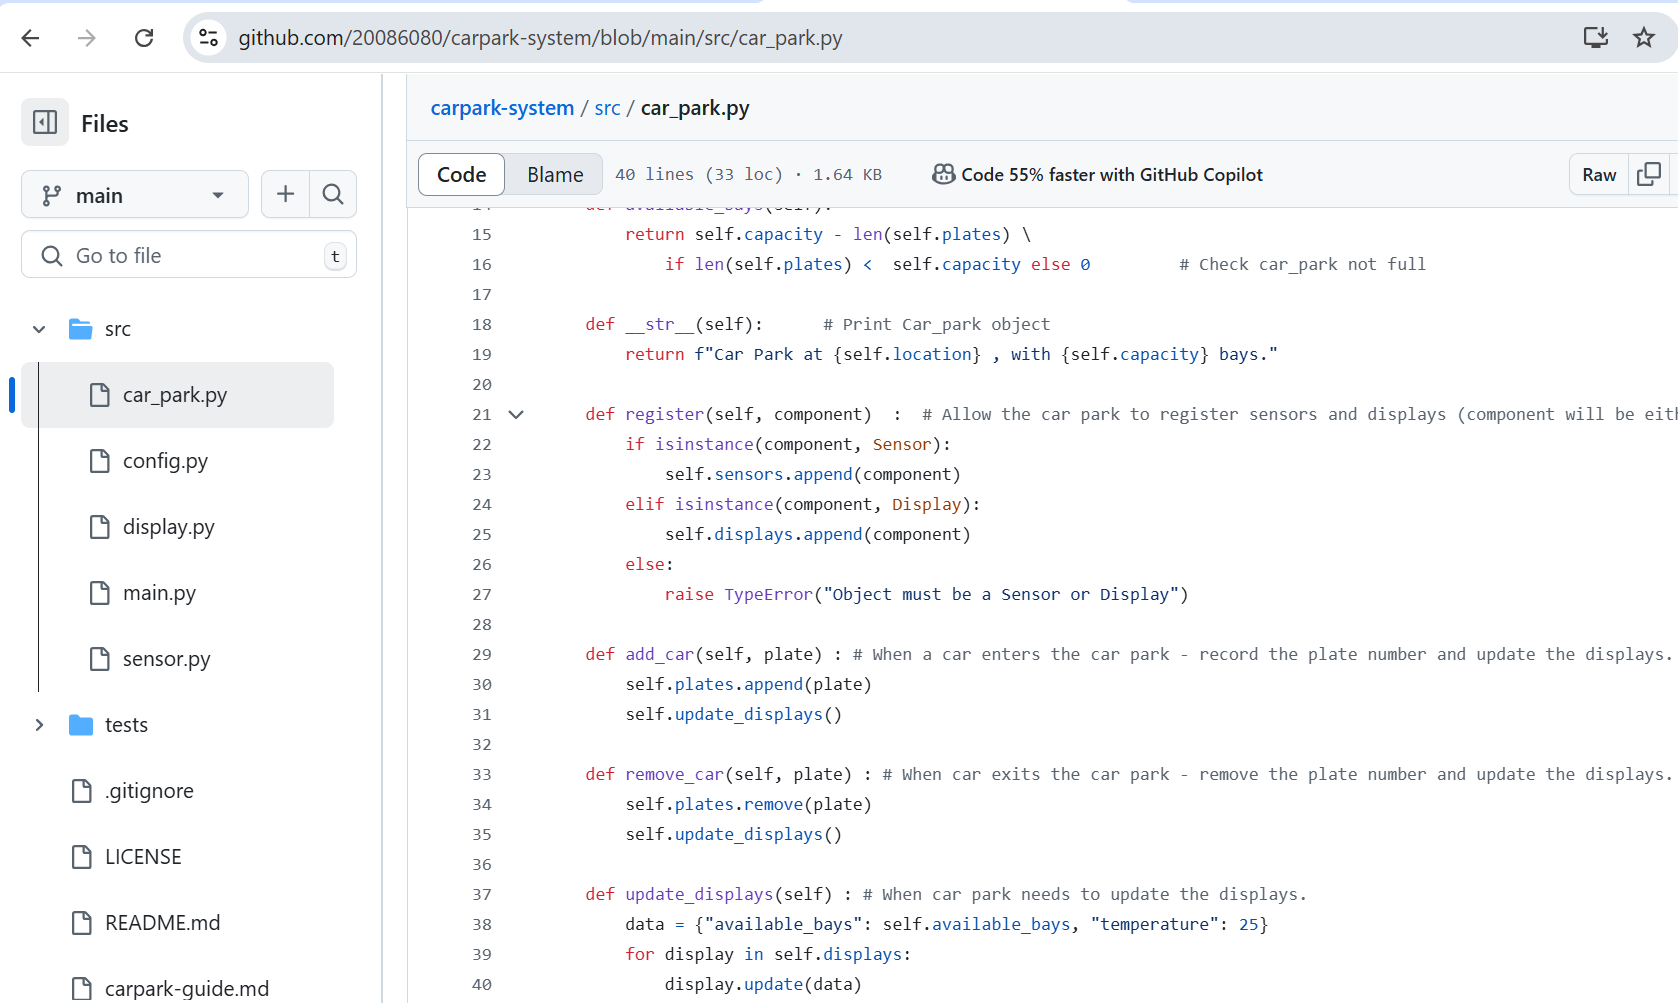 github.com/20086080/carpark-system/blob/main/src/car_park.py
Files
main
Go to file
t
src
car_park.py
config.py
display.py
main.py
sensor.py
tests
.gitignore
LICENSE
README.md
carpark-guide.md
carpark-system / src / car_park.py
Code Blame 40 lines (33 loc) · 1.64 KB Code 55% faster with GitHub Copilot Raw
14 def available_bays(self):
15 return self.capacity - len(self.plates) \
16 if len(self.plates) <  self.capacity else 0         # Check car_park not full
17
18 def __str__(self):      # Print Car_park object
19 return f"Car Park at {self.location} , with {self.capacity} bays."
20
21 def register(self, component)  :  # Allow the car park to register sensors and displays (component will be eith
22 if isinstance(component, Sensor):
23 self.sensors.append(component)
24 elif isinstance(component, Display):
25 self.displays.append(component)
26 else:
27 raise TypeError("Object must be a Sensor or Display")
28
29 def add_car(self, plate) : # When a car enters the car park - record the plate number and update the displays.
30 self.plates.append(plate)
31 self.update_displays()
32
33 def remove_car(self, plate) : # When car exits the car park - remove the plate number and update the displays.
34 self.plates.remove(plate)
35 self.update_displays()
36
37 def update_displays(self) : # When car park needs to update the displays.
38 data = {"available_bays": self.available_bays, "temperature": 25}
39 for display in self.displays:
40 display.update(data)